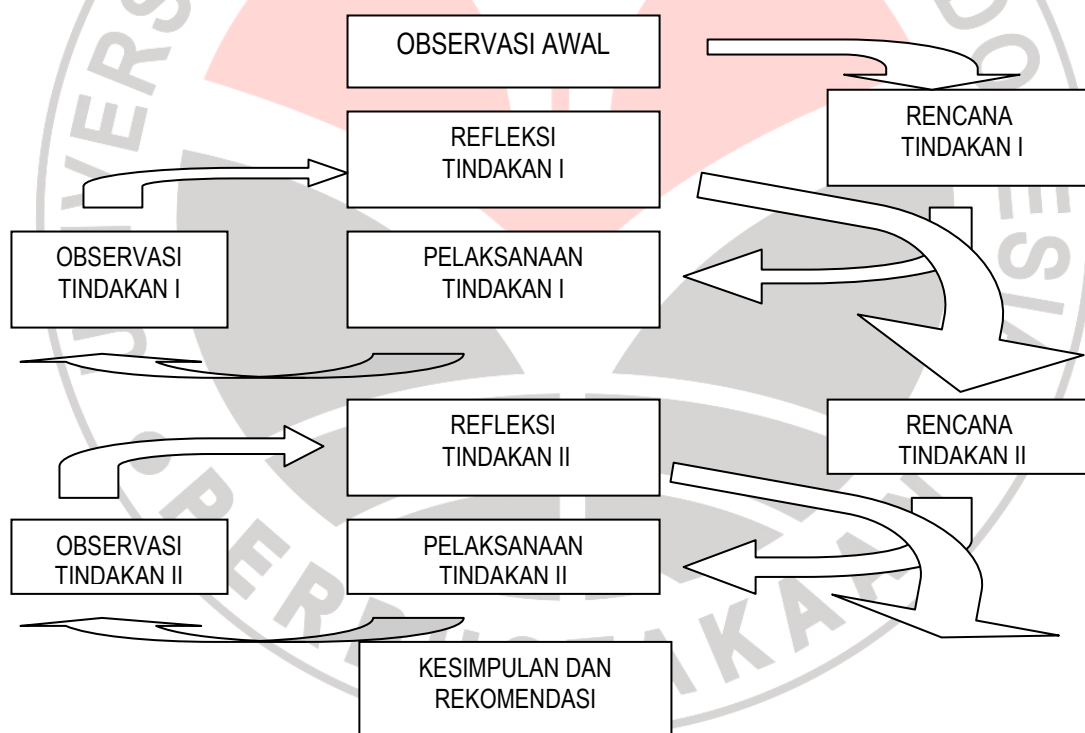 OBSERVASI AWAL
RENCANA
TINDAKAN I
REFLEKSI
TINDAKAN I
OBSERVASI
TINDAKAN I
PELAKSANAAN
TINDAKAN I
REFLEKSI
TINDAKAN II
RENCANA
TINDAKAN II
OBSERVASI
TINDAKAN II
PELAKSANAAN
TINDAKAN II
KESIMPULAN DAN
REKOMENDASI